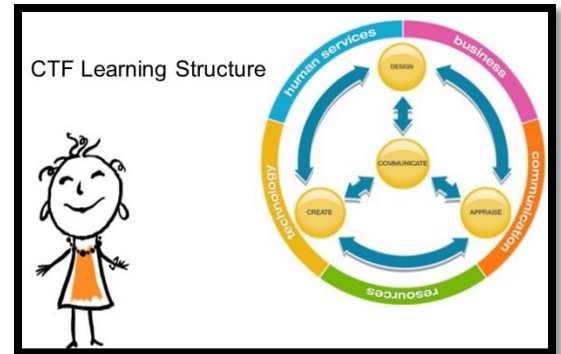 CTF Learning Structure
human services
business
communication
resources
technology
DESIGN
COMMUNICATE
CREATE
APPRAISE